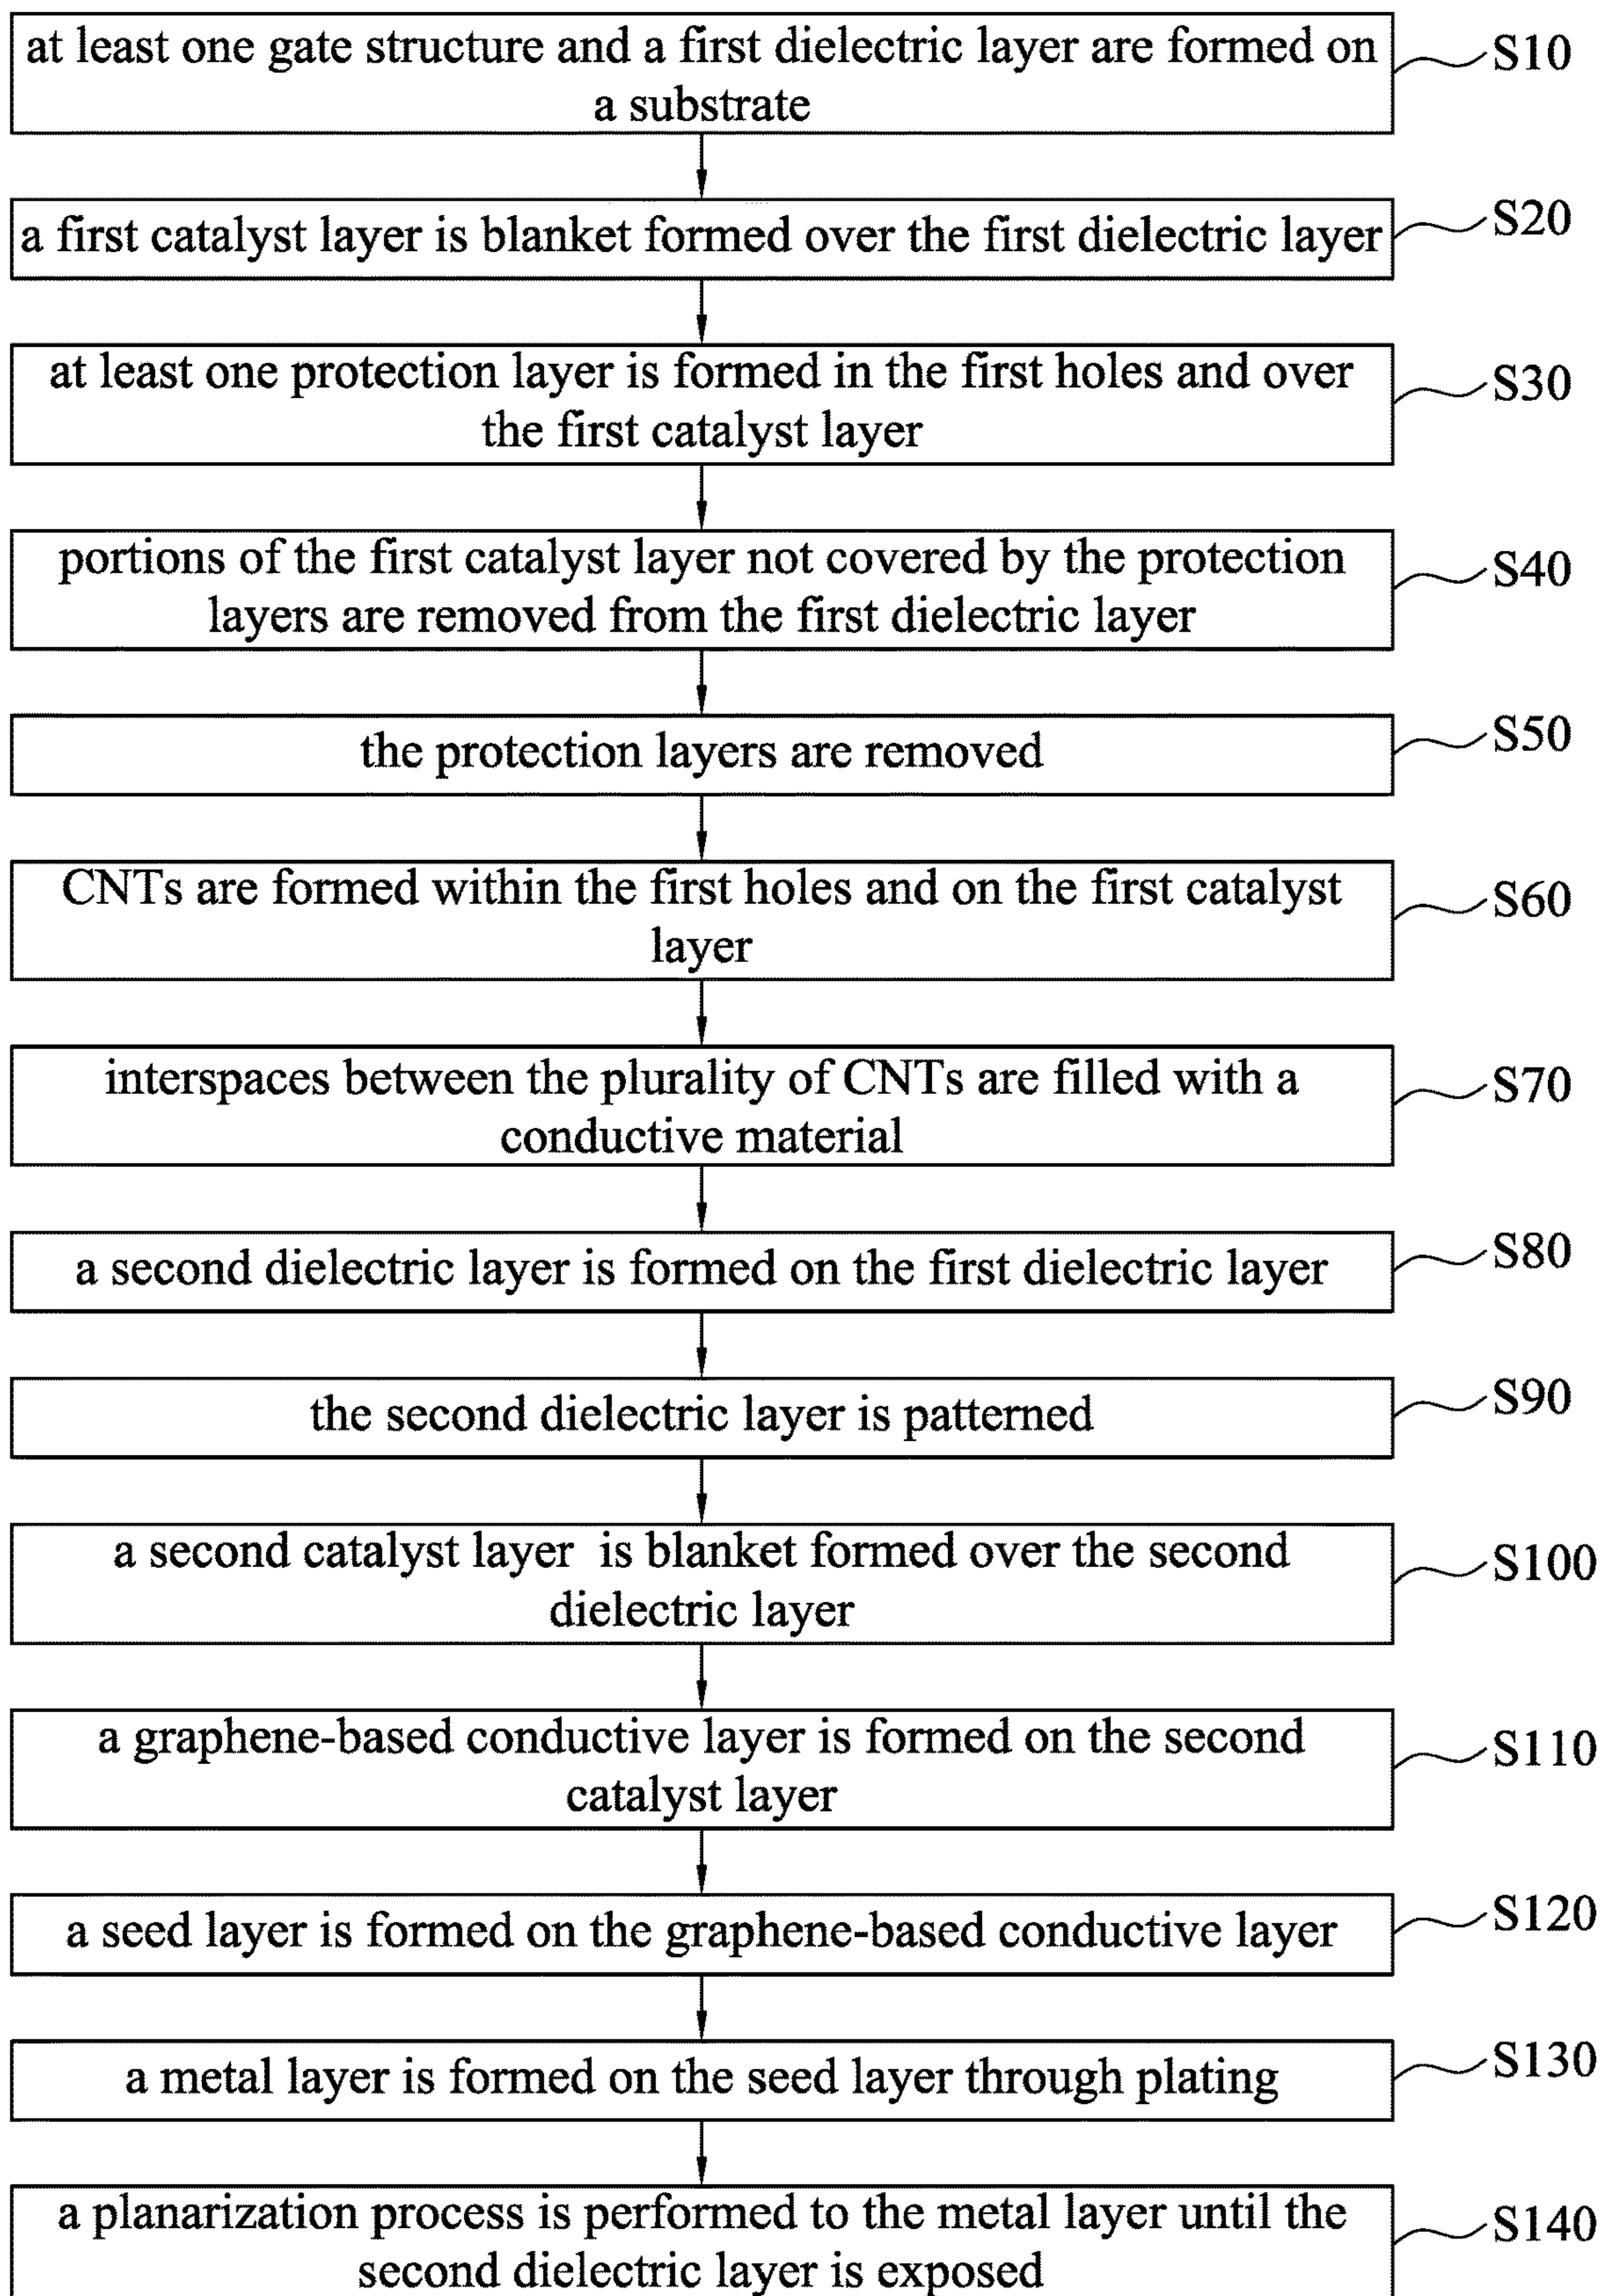 at least one gate structure and a first dielectric layer are formed on
a substrate
S10
a first catalyst layer is blanket formed over the first dielectric layer
S20
at least one protection layer is formed in the first holes and over
the first catalyst layer
S30
portions of the first catalyst layer not covered by the protection
layers are removed from the first dielectric layer
S40
the protection layers are removed
S50
CNTs are formed within the first holes and on the first catalyst
layer
S60
interspaces between the plurality of CNTs are filled with a
conductive material
S70
a second dielectric layer is formed on the first dielectric layer
S80
the second dielectric layer is patterned
S90
a second catalyst layer is blanket formed over the second
dielectric layer
S100
a graphene-based conductive layer is formed on the second
catalyst layer
S110
a seed layer is formed on the graphene-based conductive layer
S120
a metal layer is formed on the seed layer through plating
S130
a planarization process is performed to the metal layer until the
second dielectric layer is exposed
S140